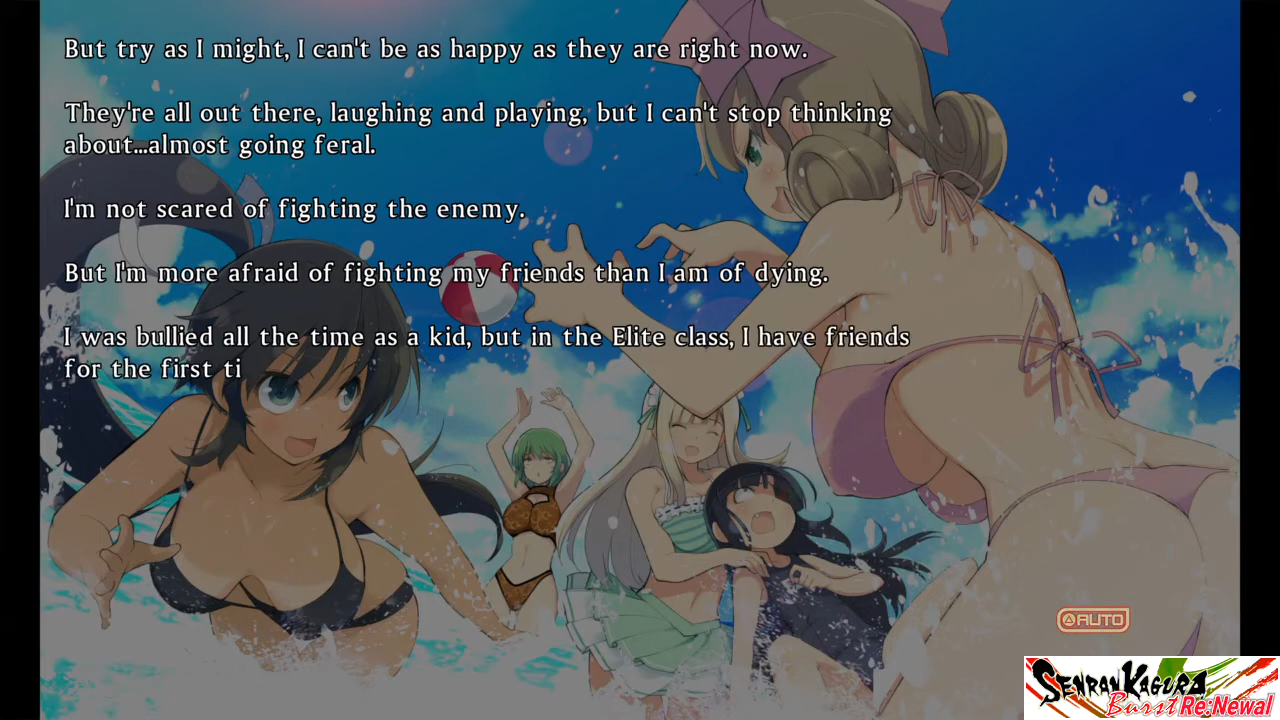 But try as I might, I can't be as happy as they are right now.
They're all out there, laughing and playing, but I can't stop thinking
about...almost going feral.
I'm not scared of fighting the enemy.
But I'm more afraid of fighting my friends than I am of dying.
I was bullied all the time as a kid, but in the Elite class, I have friends
for the first ti
AUTO
SENRAN KAGURA
Burst Re:Newal